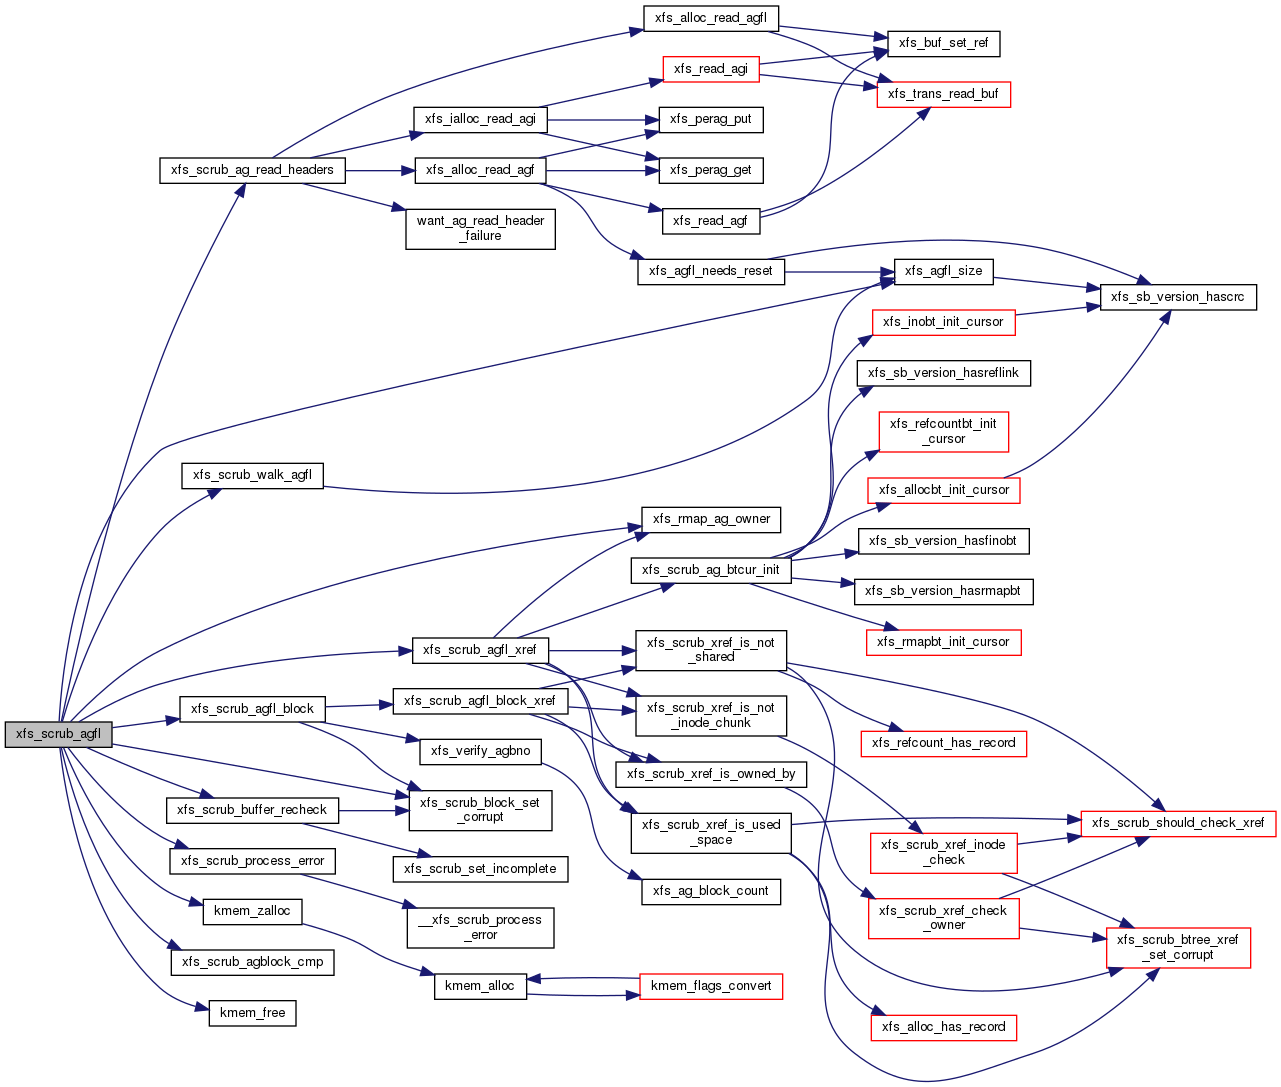 xfs_alloc_read_agfl
xfs_buf_set_ref
xfs_read_agi
xfs_trans_read_buf
xfs_ialloc_read_agi
xfs_perag_put
xfs_scrub_ag_read_headers
xfs_alloc_read_agf
xfs_perag_get
want_ag_read_header
_failure
xfs_read_agf
xfs_agfl_needs_reset
xfs_agfl_size
xfs_sb_version_hascrc
xfs_inobt_init_cursor
xfs_sb_version_hasreflink
xfs_refcountbt_init
_cursor
xfs_scrub_walk_agfl
xfs_allocbt_init_cursor
xfs_rmap_ag_owner
xfs_sb_version_hasfinobt
xfs_scrub_ag_btcur_init
xfs_sb_version_hasrmapbt
xfs_rmapbt_init_cursor
xfs_scrub_agfl_xref
xfs_scrub_xref_is_not
_shared
xfs_scrub_agfl_block
xfs_scrub_agfl_block_xref
xfs_scrub_xref_is_not
_inode_chunk
xfs_scrub_agfl
xfs_verify_agbno
xfs_refcount_has_record
xfs_scrub_xref_is_owned_by
xfs_scrub_buffer_recheck
xfs_scrub_block_set
_corrupt
xfs_scrub_xref_is_used
_space
xfs_scrub_should_check_xref
xfs_scrub_process_error
xfs_scrub_set_incomplete
xfs_scrub_xref_inode
_check
xfs_ag_block_count
kmem_zalloc
__xfs_scrub_process
_error
xfs_scrub_xref_check
_owner
xfs_scrub_btree_xref
_set_corrupt
xfs_scrub_agblock_cmp
kmem_alloc
kmem_flags_convert
kmem_free
xfs_alloc_has_record